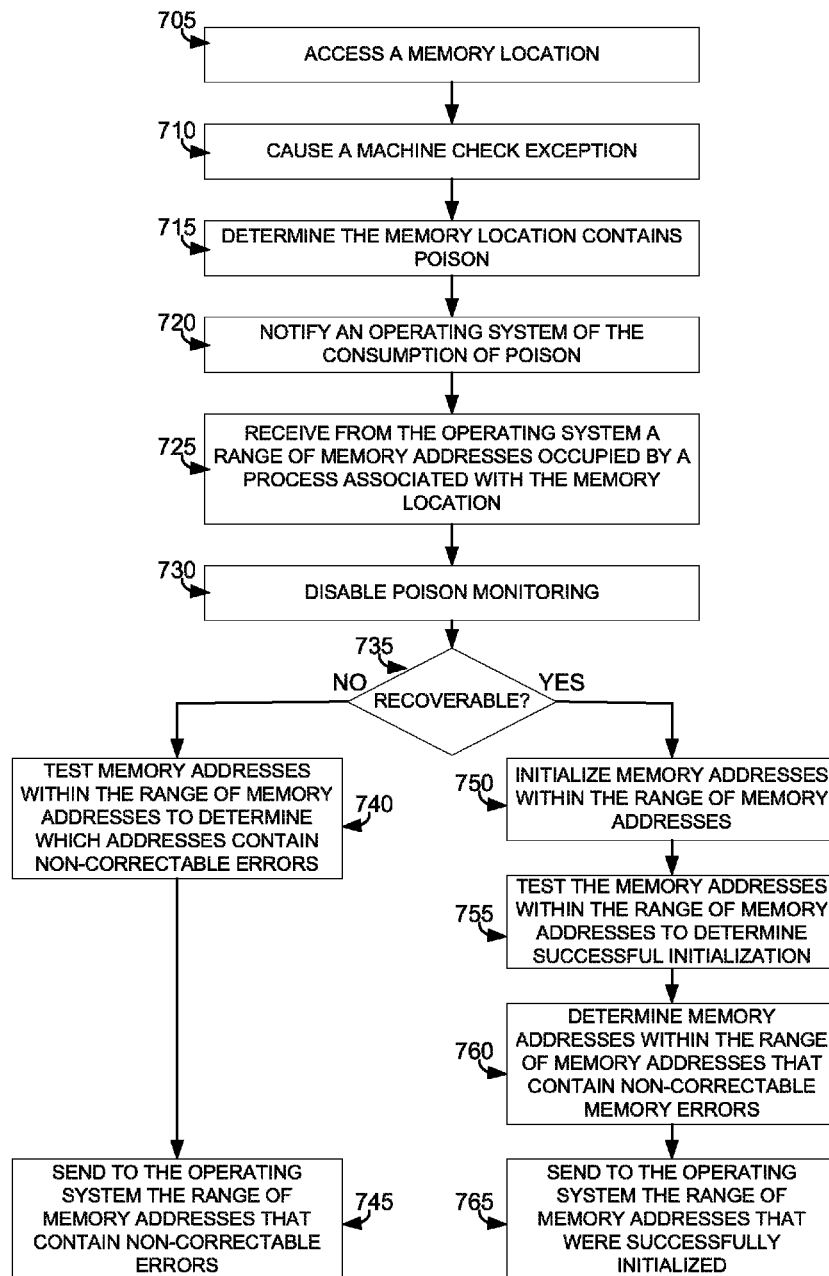 705
ACCESS A MEMORY LOCATION
710
CAUSE A MACHINE CHECK EXCEPTION
715
DETERMINE THE MEMORY LOCATION CONTAINS
POISON
720
NOTIFY AN OPERATING SYSTEM OF THE
CONSUMPTION OF POISON
725
RECEIVE FROM THE OPERATING SYSTEM A
RANGE OF MEMORY ADDRESSES OCCUPIED BY A
PROCESS ASSOCIATED WITH THE MEMORY
LOCATION
730
DISABLE POISON MONITORING
735
NO
YES
RECOVERABLE?
TEST MEMORY ADDRESSES
WITHIN THE RANGE OF MEMORY
ADDRESSES TO DETERMINE
WHICH ADDRESSES CONTAIN
NON-CORRECTABLE ERRORS
740
SEND TO THE OPERATING
SYSTEM THE RANGE OF
MEMORY ADDRESSES THAT
CONTAIN NON-CORRECTABLE
ERRORS
745
750
INITIALIZE MEMORY ADDRESSES
WITHIN THE RANGE OF MEMORY
ADDRESSES
755
TEST THE MEMORY ADDRESSES
WITHIN THE RANGE OF MEMORY
ADDRESSES TO DETERMINE
SUCCESSFUL INITIALIZATION
760
DETERMINE MEMORY
ADDRESSES WITHIN THE RANGE
OF MEMORY ADDRESSES THAT
CONTAIN NON-CORRECTABLE
MEMORY ERRORS
765
SEND TO THE OPERATING
SYSTEM THE RANGE OF
MEMORY ADDRESSES THAT
WERE SUCCESSFULLY
INITIALIZED